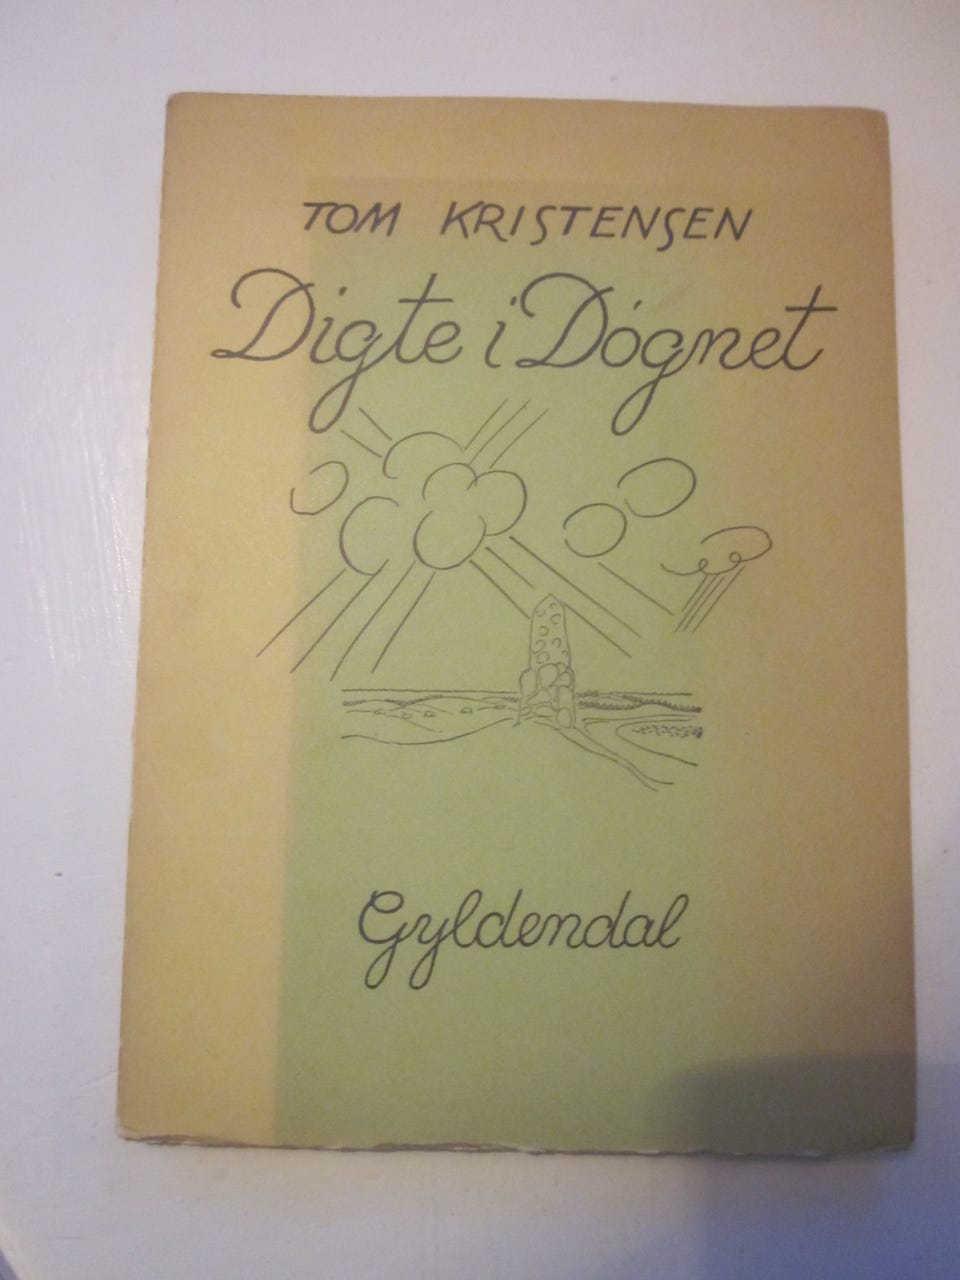 TOM KRISTENSEN
Digte i Døgnet
Gyldendal